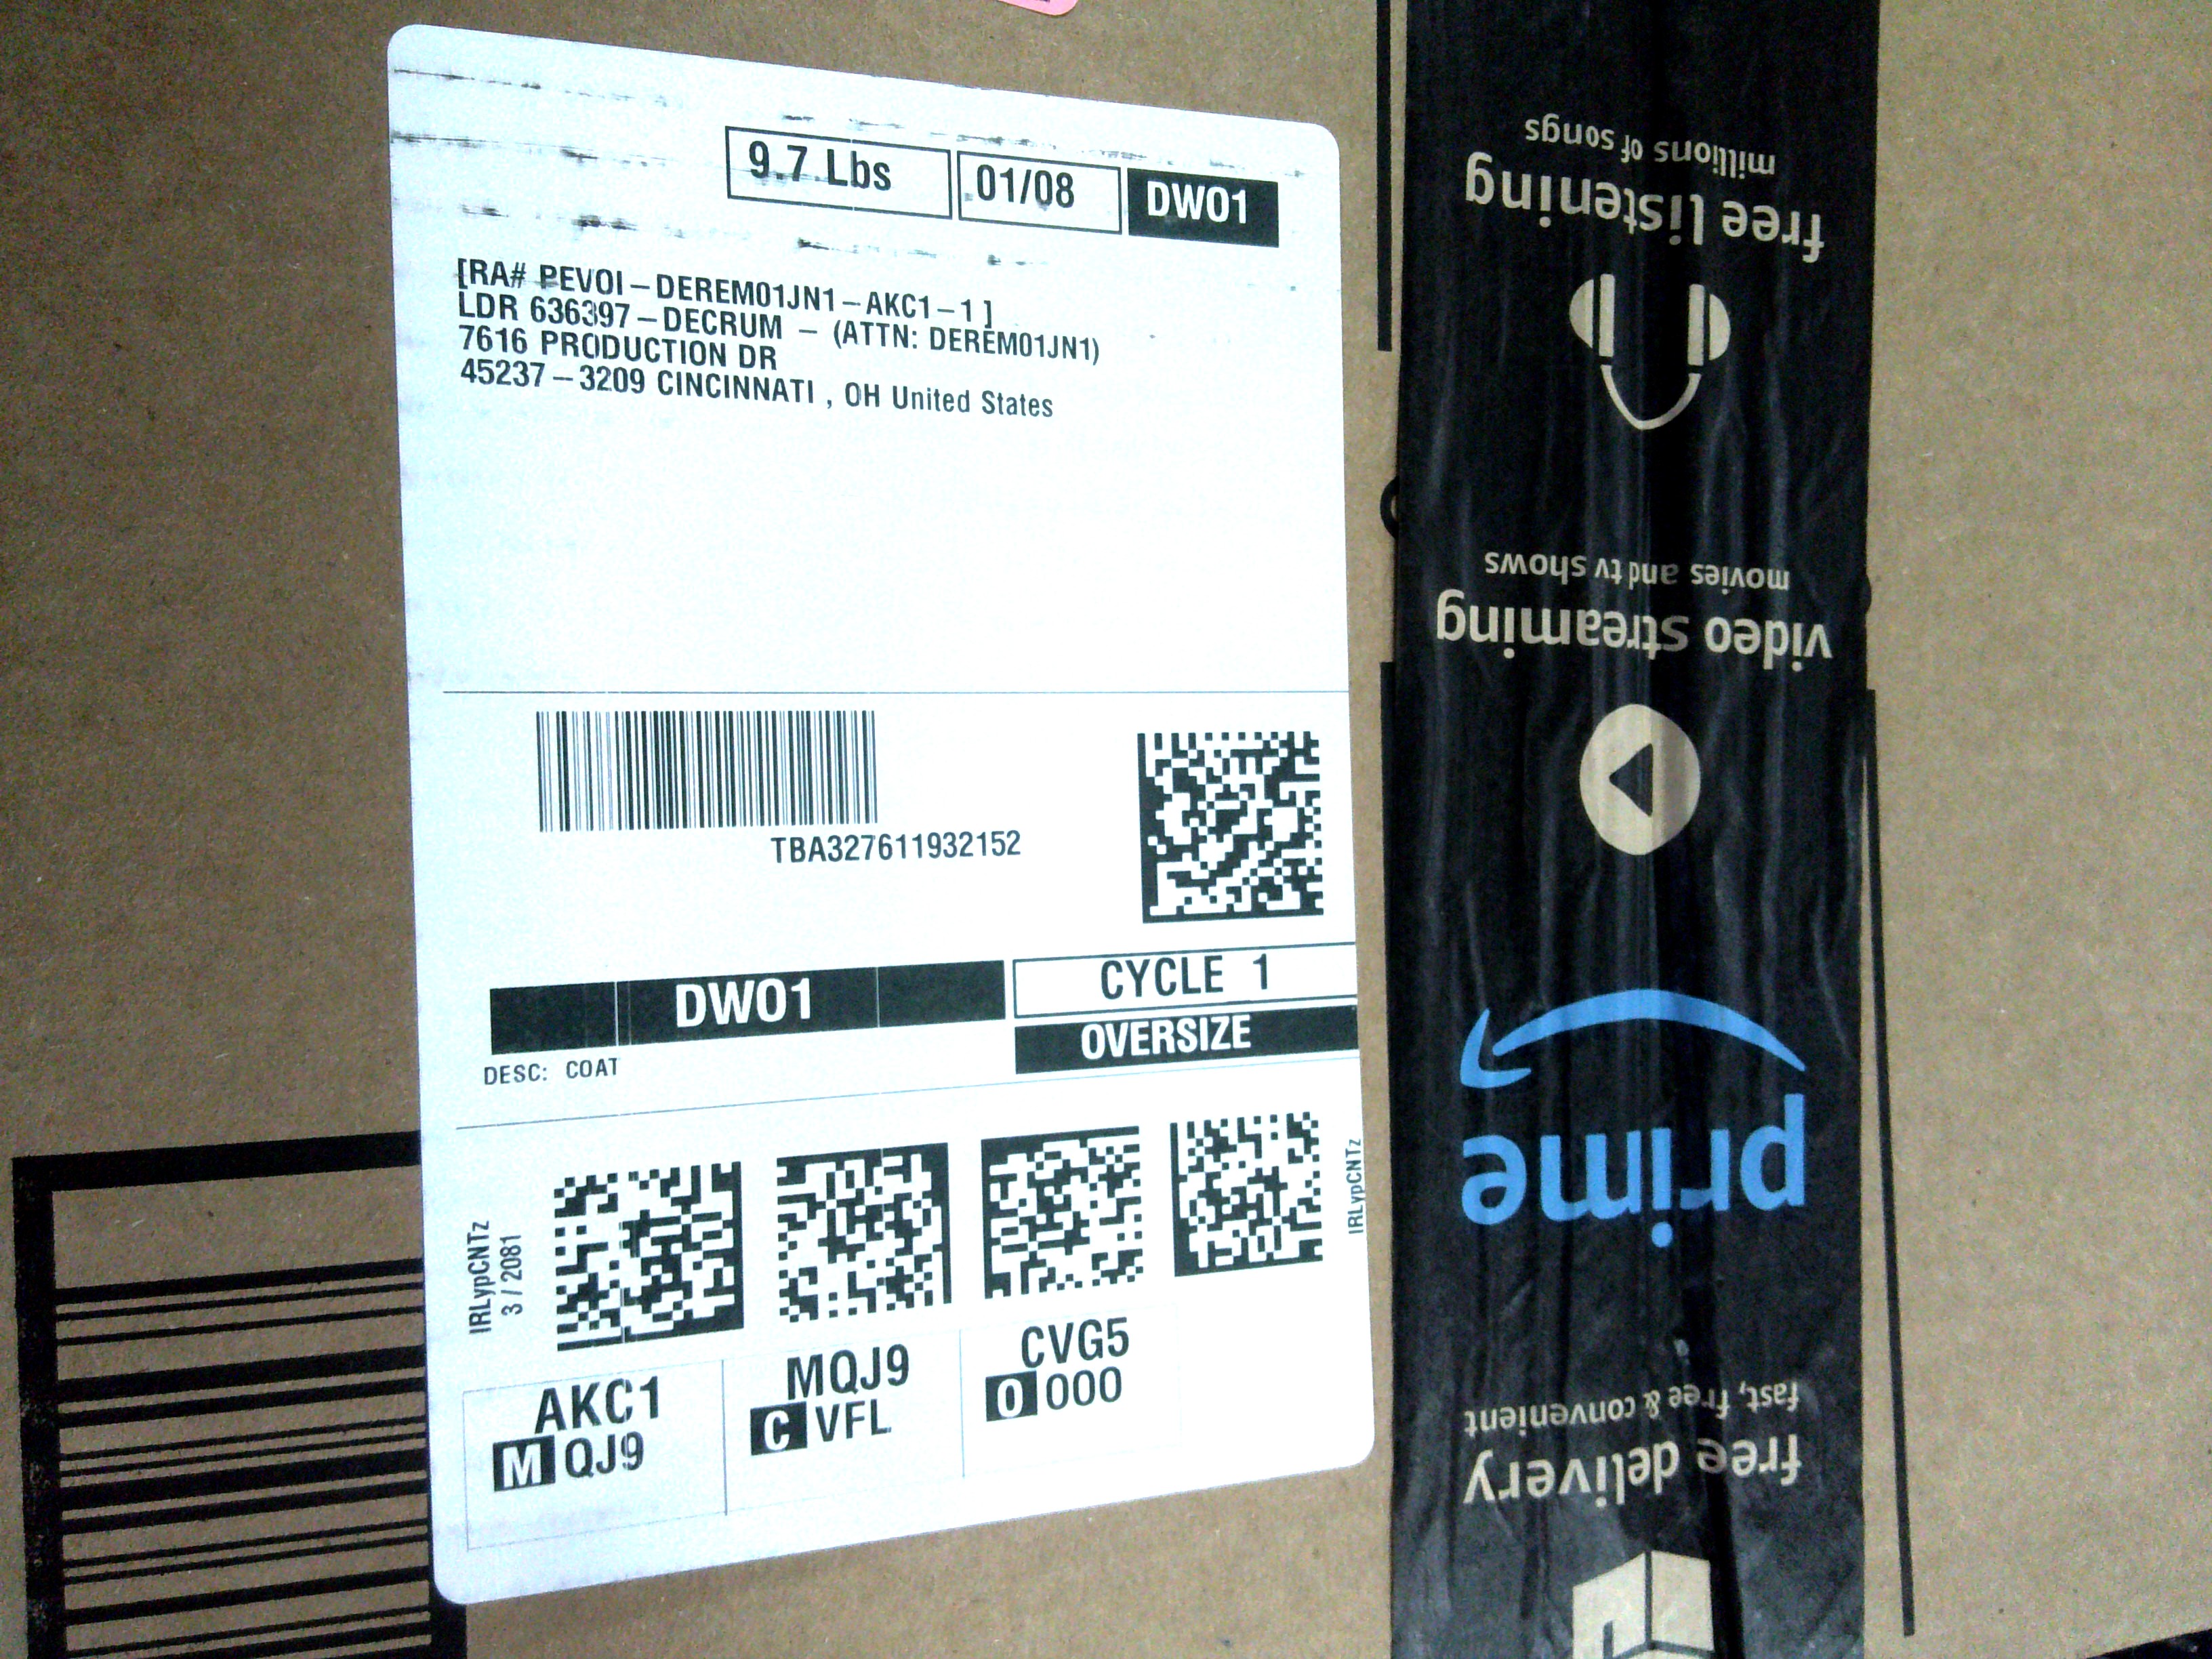 9.7 Lbs
01/08
DWO1
[RA# PEVOI-DEREM01JN1-AKC1-1 ]
LDR 636397-DECRUM - (ATTN: DEREM01JN1)
7616 PRODUCTION DR
45237-3209 CINCINNATI , OH United States
TBA327611932152
DWO1
CYCLE 1
OVERSIZE
DESC: COAT
IRLypCNTz
3 / 2081
IRLypCNTz
AKC1
M QJ9
MQJ9
C VFL
CVG5
0 000
free delivery
fast, free & convenient
prime
video streaming
movies and tv shows
free listening
millions of songs